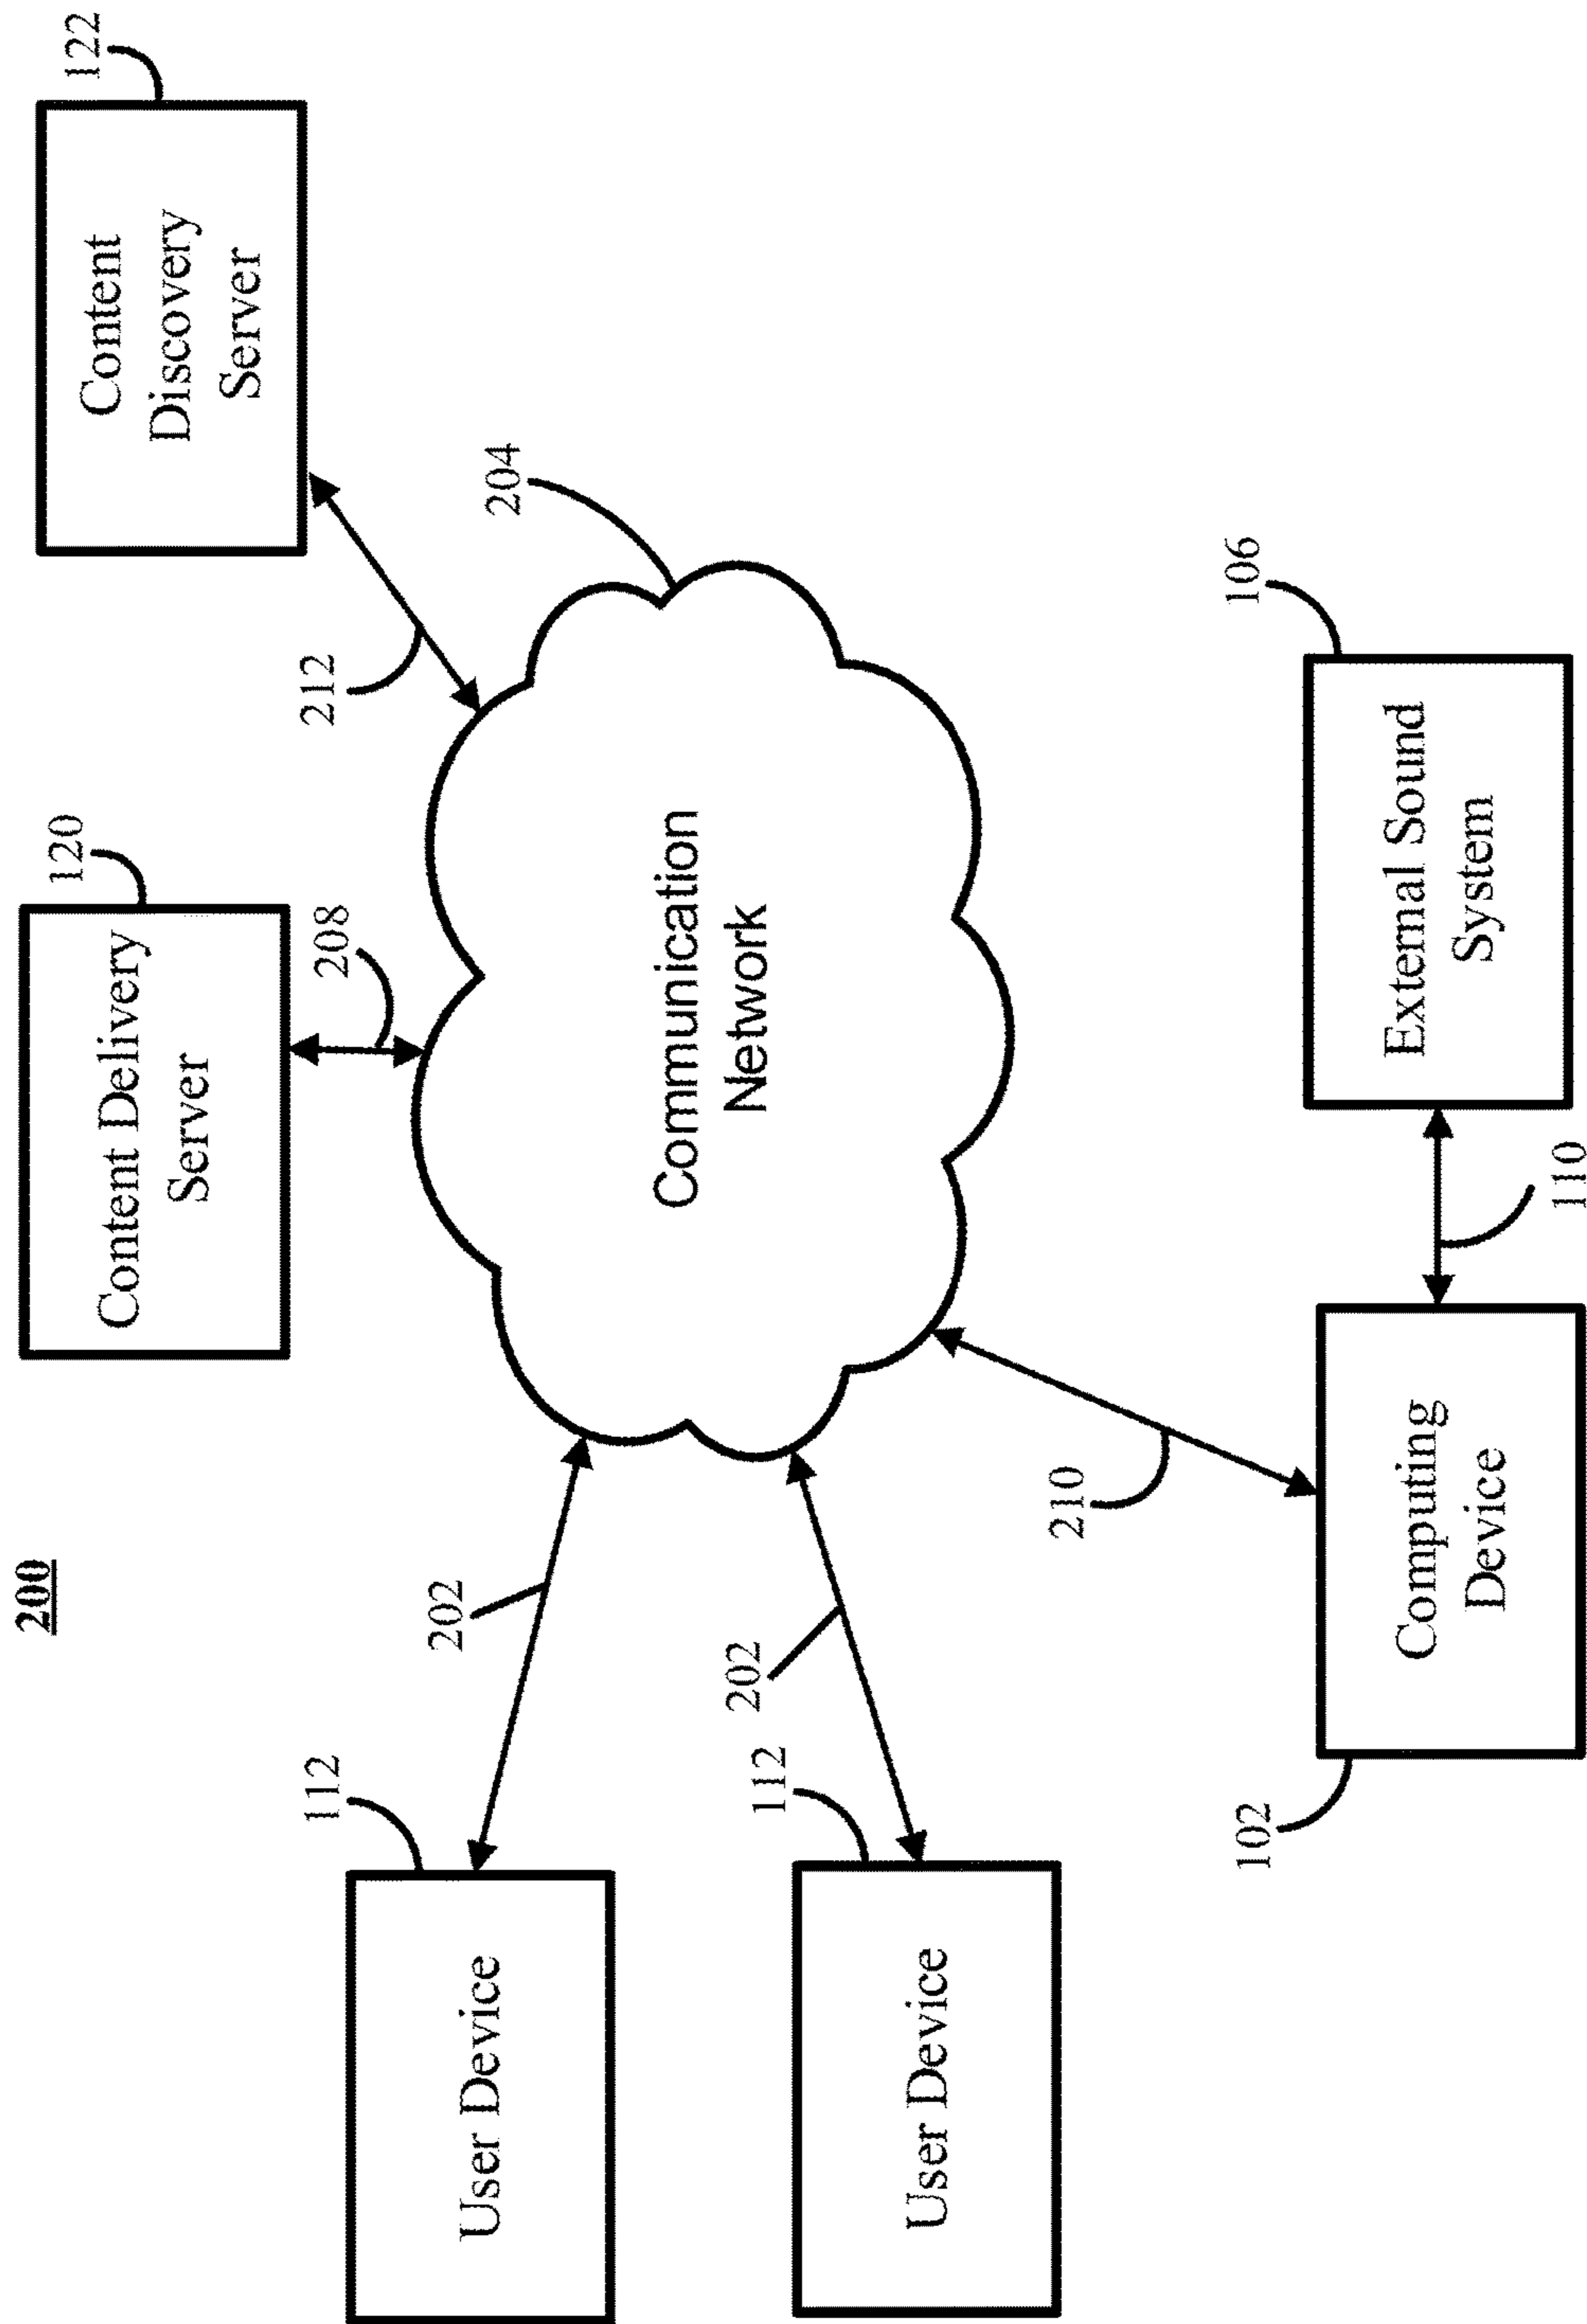 200
120
Content Delivery
Server
208
122
Content
Discovery
Server
212
204
202
112
User Device
Communication
Network
202
112
User Device
210
106
External Sound
System
102
Computing
Device
110